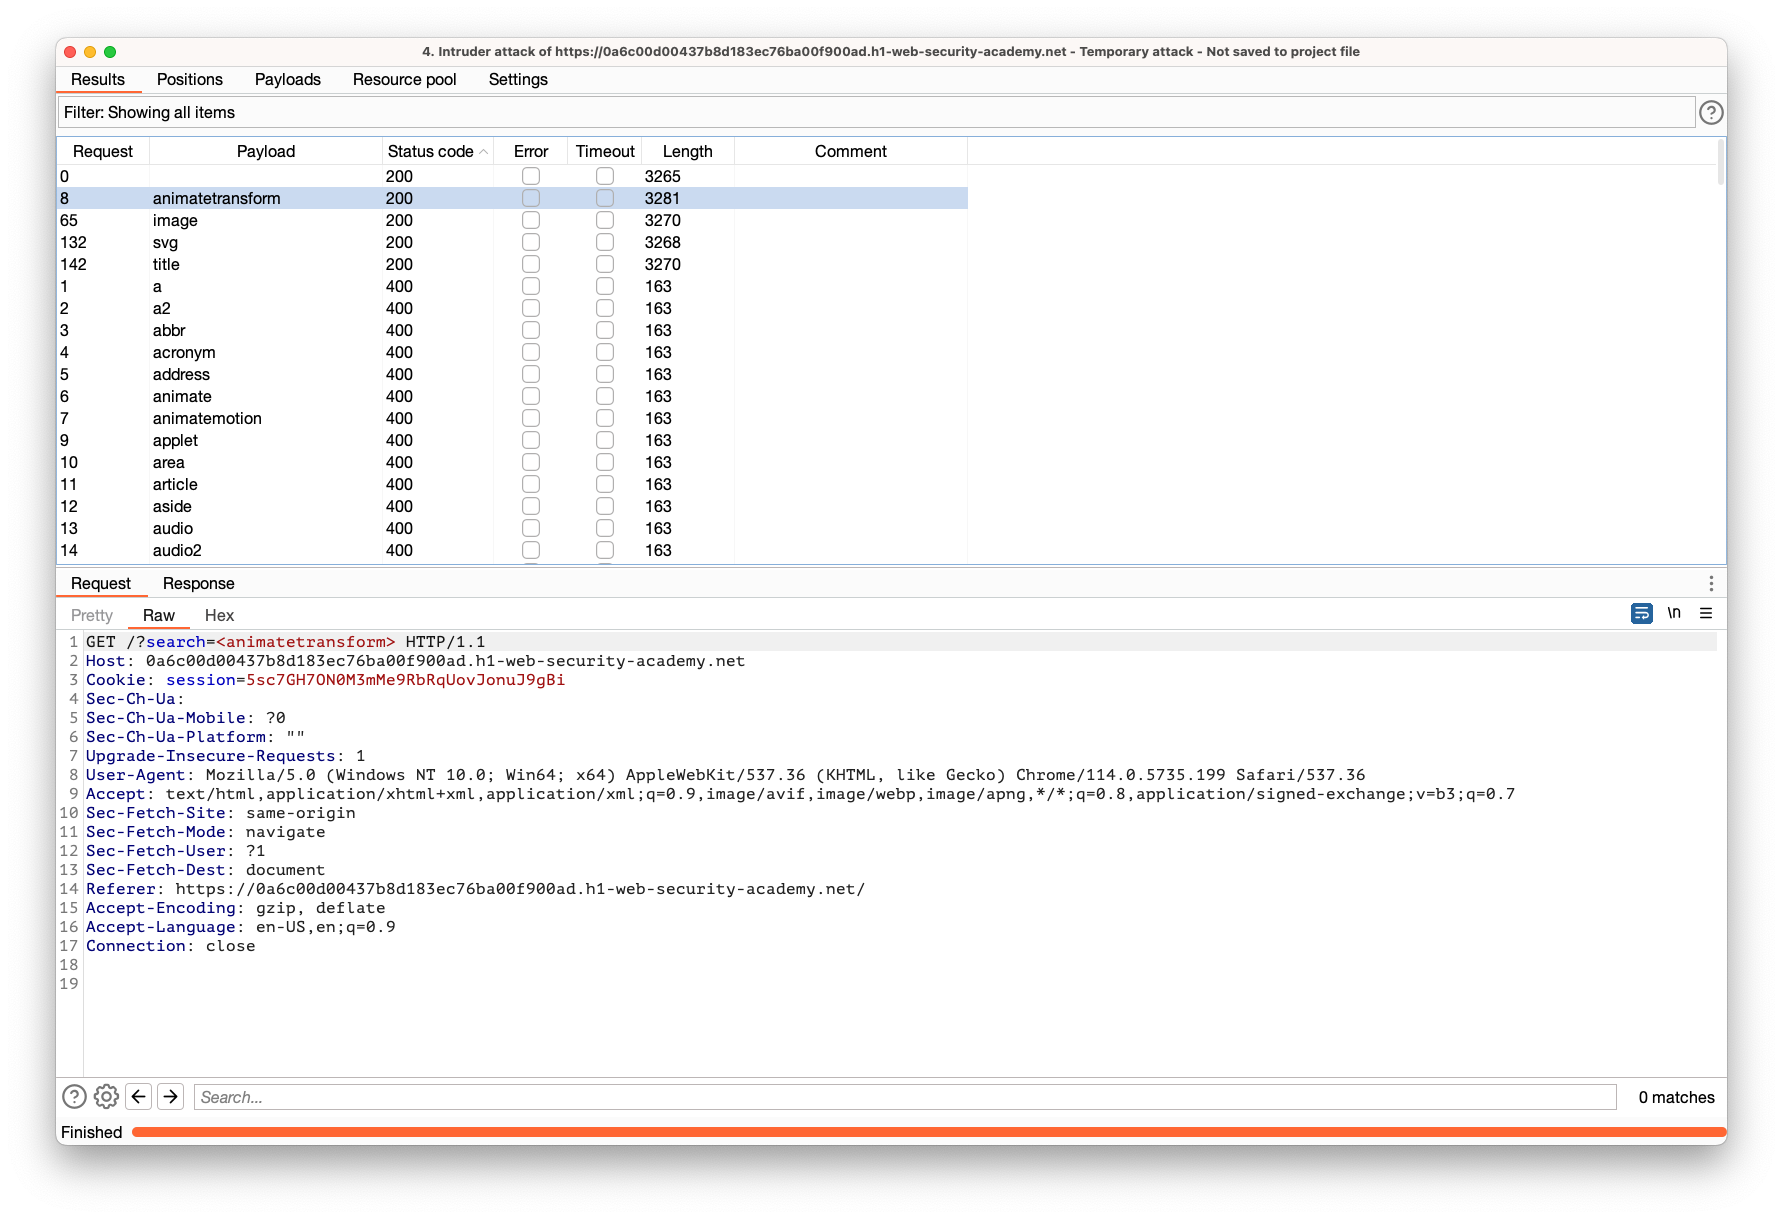 4. Intruder attack of https://0a6c00d00437b8d183ec76ba00f900ad.h1-web-security-academy.net - Temporary attack - Not saved to project file
Results Positions Payloads Resource pool Settings
Filter: Showing all items
Request Payload Status code Error Timeout Length Comment
0 200 3265
8 animatetransform 200 3281
65 image 200 3270
132 svg 200 3268
142 title 200 3270
1 a 400 163
2 a2 400 163
3 abbr 400 163
4 acronym 400 163
5 address 400 163
6 animate 400 163
7 animatemotion 400 163
9 applet 400 163
10 area 400 163
11 article 400 163
12 aside 400 163
13 audio 400 163
14 audio2 400 163
Request Response
Pretty Raw Hex \n
1 GET /?search=<animatetransform> HTTP/1.1
2 Host: 0a6c00d00437b8d183ec76ba00f900ad.h1-web-security-academy.net
3 Cookie: session=5sc7GH7ON0M3mMe9RbRqUovJonuJ9gBi
4 Sec-Ch-Ua:
5 Sec-Ch-Ua-Mobile: ?0
6 Sec-Ch-Ua-Platform: ""
7 Upgrade-Insecure-Requests: 1
8 User-Agent: Mozilla/5.0 (Windows NT 10.0; Win64; x64) AppleWebKit/537.36 (KHTML, like Gecko) Chrome/114.0.5735.199 Safari/537.36
9 Accept: text/html,application/xhtml+xml,application/xml;q=0.9,image/avif,image/webp,image/apng,*/*;q=0.8,application/signed-exchange;v=b3;q=0.7
10 Sec-Fetch-Site: same-origin
11 Sec-Fetch-Mode: navigate
12 Sec-Fetch-User: ?1
13 Sec-Fetch-Dest: document
14 Referer: https://0a6c00d00437b8d183ec76ba00f900ad.h1-web-security-academy.net/
15 Accept-Encoding: gzip, deflate
16 Accept-Language: en-US,en;q=0.9
17 Connection: close
18
19
Search... 0 matches
Finished